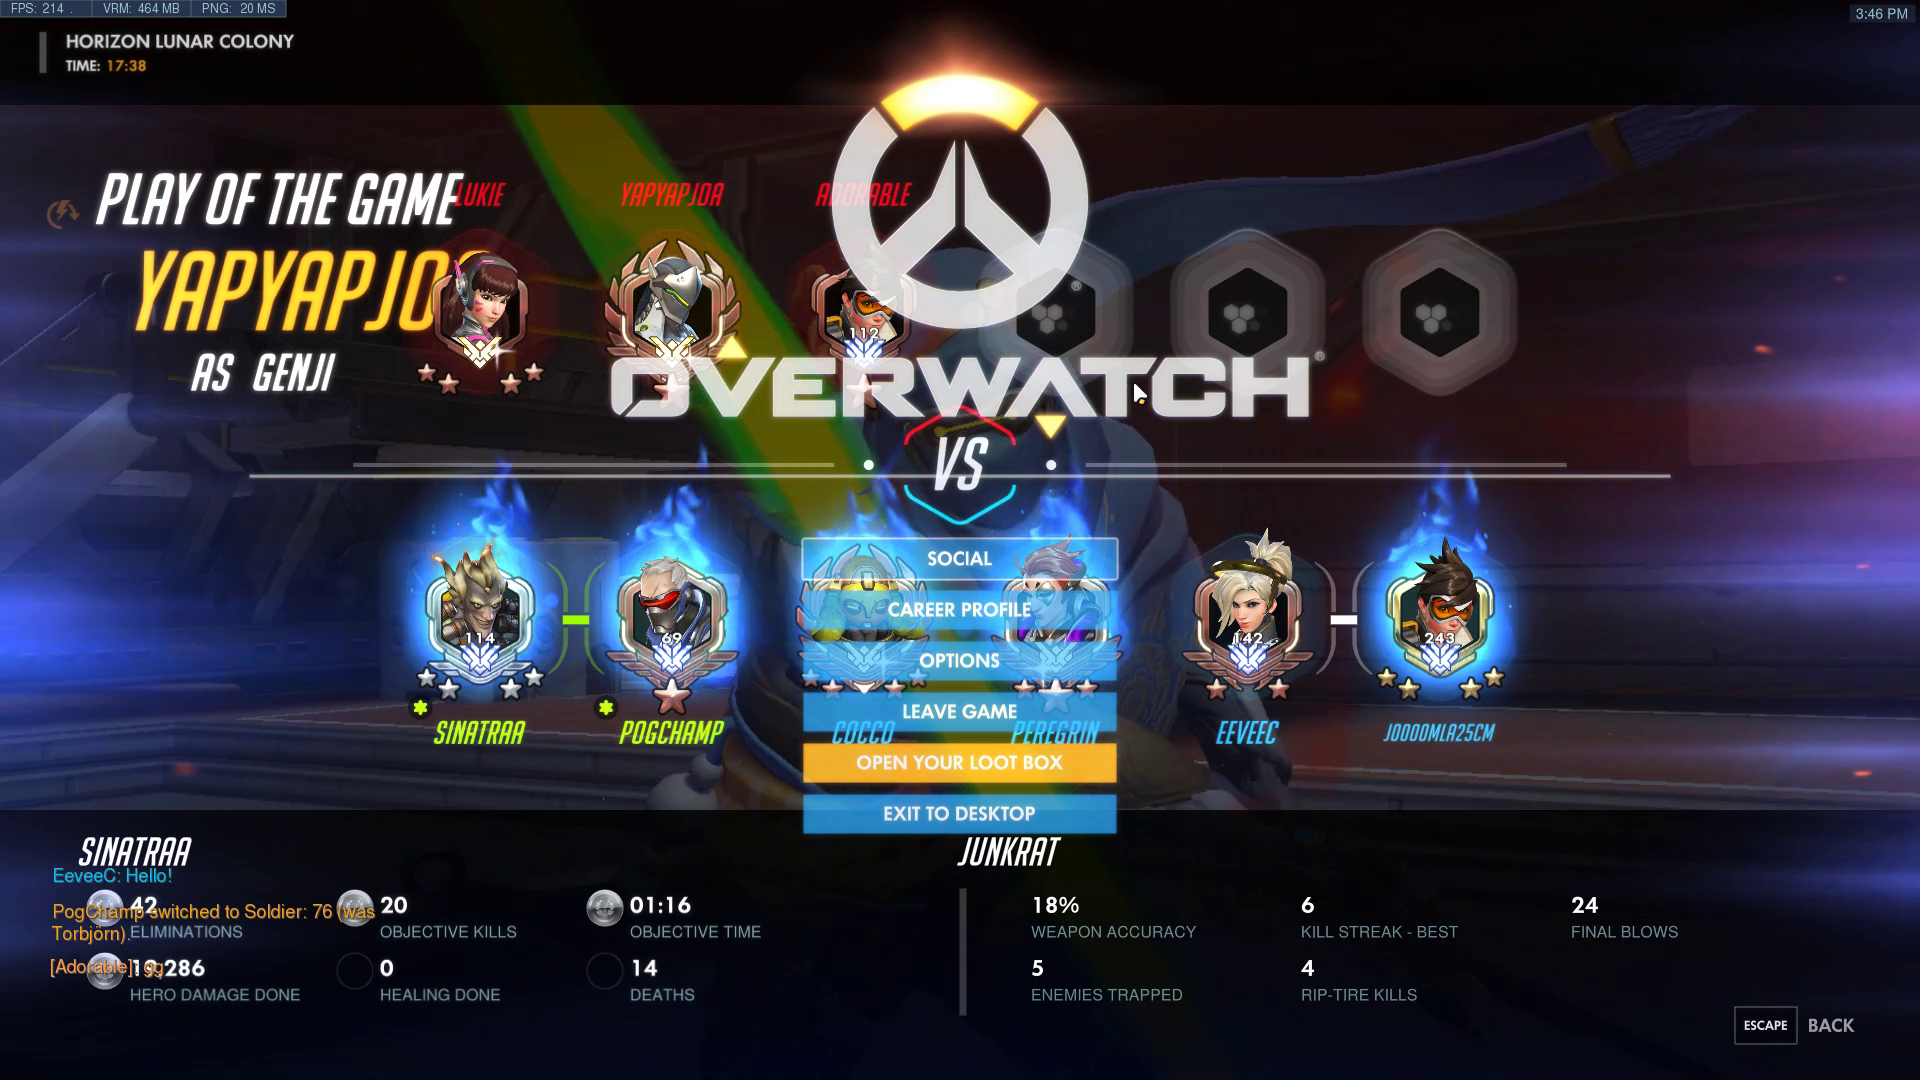 FPS: 214 .
VRM: 464 MB
PNG: 20 MS
3:46 PM
HORIZON LUNAR COLONY
TIME: 17:38
PLAY OF THE GAME
YAPYAPJO
AS GENJI
LUKIE
YAPYAPJOA
ADORABLE
112
OVERWATCH
VS
SOCIAL
CAREER PROFILE
OPTIONS
LEAVE GAME
OPEN YOUR LOOT BOX
EXIT TO DESKTOP
114
69
142
243
SINATRAA
POGCHAMP
COCCO
PEREGRIN
EEVEEC
JOOOOMLA25CM
SINATRAA
JUNKRAT
EeveeC: Hello!
PogChamp switched to Soldier: 76 (was
Torbjörn).
[Adorable]: gg
42
ELIMINATIONS
20
OBJECTIVE KILLS
01:16
OBJECTIVE TIME
HERO DAMAGE DONE
0
HEALING DONE
14
DEATHS
18%
WEAPON ACCURACY
6
KILL STREAK - BEST
24
FINAL BLOWS
5
ENEMIES TRAPPED
4
RIP-TIRE KILLS
ESCAPE
BACK